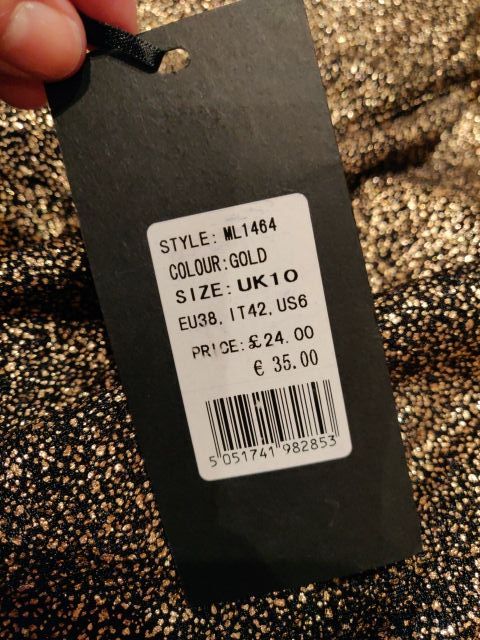 STYLE: ML1464
COLOUR:GOLD
SIZE: UK10
EU38, IT42, US6
PRICE: £24.00
€ 35.00
5 051741 982853